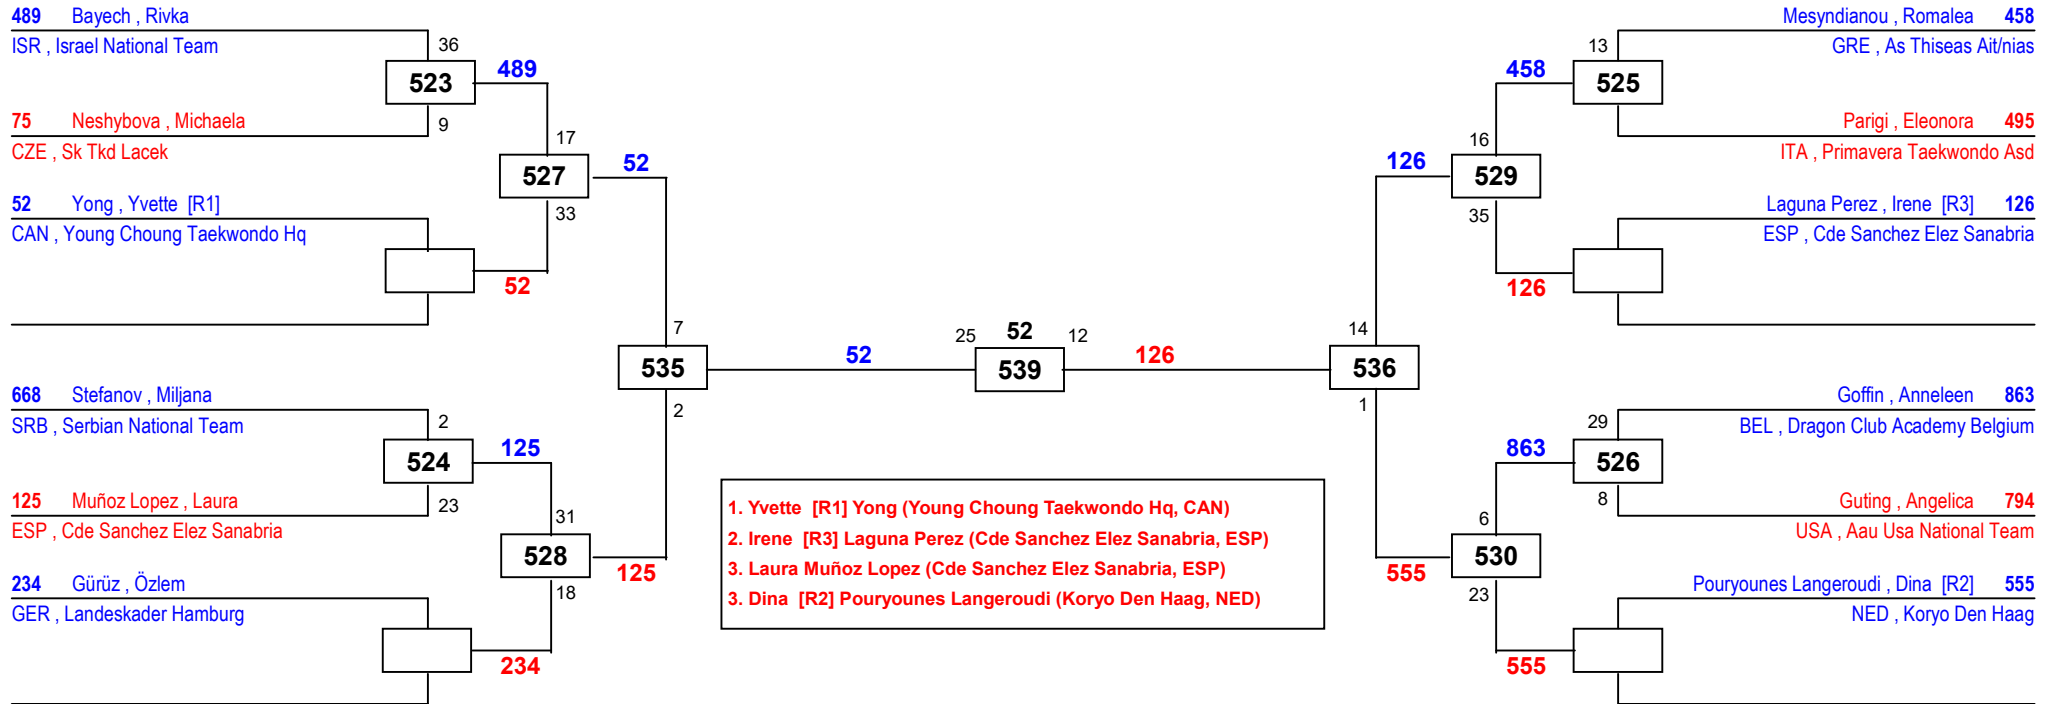 489 Bayech , Rivka
ISR , Israel National Team
36
523
489
9
75 Neshybova , Michaela
CZE , Sk Tkd Lacek
17
527
52
33
52 Yong , Yvette [R1]
CAN , Young Choung Taekwondo Hq
52
7
535
52
2
668 Stefanov , Miljana
SRB , Serbian National Team
2
524
125
23
125 Muñoz Lopez , Laura
ESP , Cde Sanchez Elez Sanabria
31
528
125
18
234 Gürüz , Özlem
GER , Landeskader Hamburg
234
25 52 12
539
126
1. Yvette [R1] Yong (Young Choung Taekwondo Hq, CAN)
2. Irene [R3] Laguna Perez (Cde Sanchez Elez Sanabria, ESP)
3. Laura Muñoz Lopez (Cde Sanchez Elez Sanabria, ESP)
3. Dina [R2] Pouryounes Langeroudi (Koryo Den Haag, NED)
Mesyndianou , Romalea 458
GRE , As Thiseas Ait/nias
13
458
525
Parigi , Eleonora 495
ITA , Primavera Taekwondo Asd
16
126
529
35
Laguna Perez , Irene [R3] 126
ESP , Cde Sanchez Elez Sanabria
126
14
536
1
Goffin , Anneleen 863
BEL , Dragon Club Academy Belgium
29
863
526
8
Guting , Angelica 794
USA , Aau Usa National Team
6
530
555
23
Pouryounes Langeroudi , Dina [R2] 555
NED , Koryo Den Haag
555